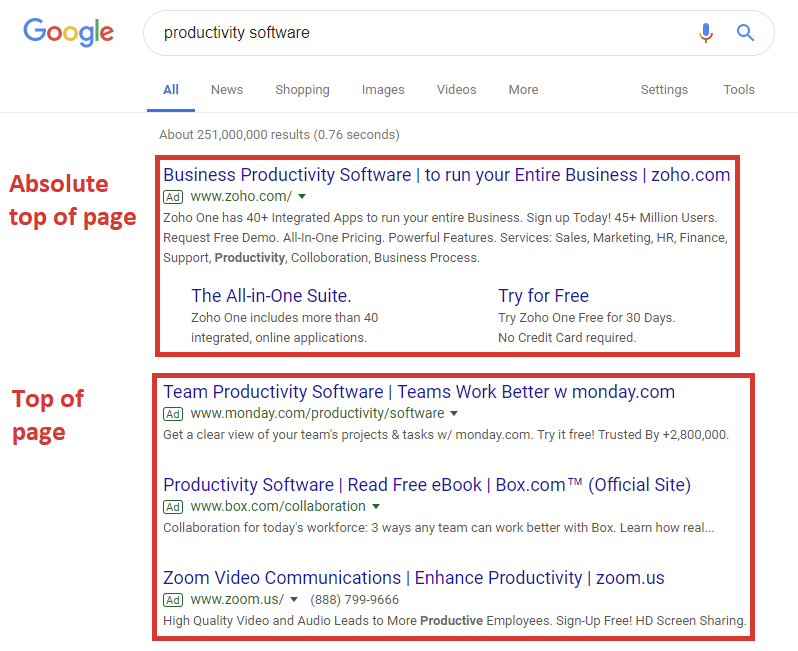 Google
productivity software
All News Shopping Images Videos More Settings Tools
About 251,000,000 results (0.76 seconds)
Absolute
top of page
Business Productivity Software | to run your Entire Business | zoho.com
Ad www.zoho.com/
Zoho One has 40+ Integrated Apps to run your entire Business. Sign up Today! 45+ Million Users.
Request Free Demo. All-In-One Pricing. Powerful Features. Services: Sales, Marketing, HR, Finance,
Support, Productivity, Colloboration, Business Process.
The All-in-One Suite.
Zoho One includes more than 40
integrated, online applications.
Try for Free
Try Zoho One Free for 30 Days.
No Credit Card required.
Top of
page
Team Productivity Software | Teams Work Better w monday.com
Ad www.monday.com/productivity/software
Get a clear view of your team's projects & tasks w/ monday.com. Try it free! Trusted By +2,800,000.
Productivity Software | Read Free eBook | Box.com™ (Official Site)
Ad www.box.com/collaboration
Collaboration for today's workforce: 3 ways any team can work better with Box. Learn how real...
Zoom Video Communications | Enhance Productivity | zoom.us
Ad www.zoom.us/ (888) 799-9666
High Quality Video and Audio Leads to More Productive Employees. Sign-Up Free! HD Screen Sharing.